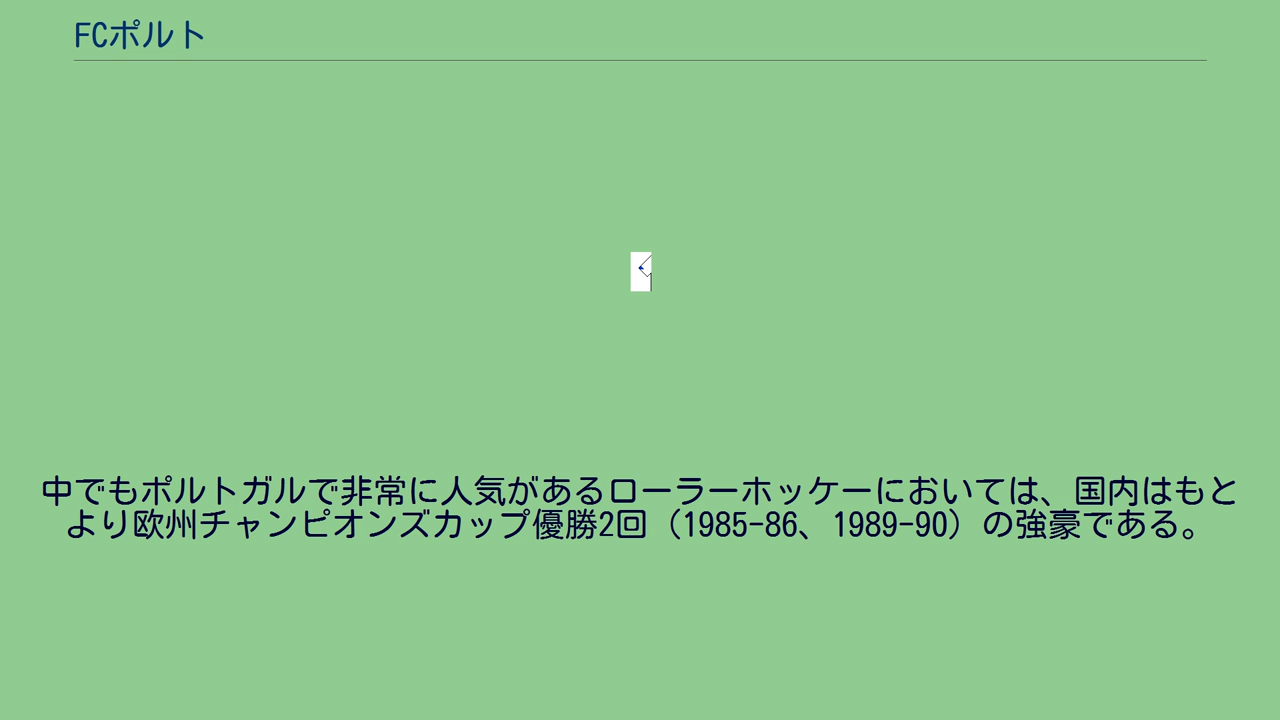 FCポルト
中でもポルトガルで非常に人気があるローラーホッケーにおいては、国内はもと
より欧州チャンピオンズカップ優勝2回（1985-86、1989-90）の強豪である。